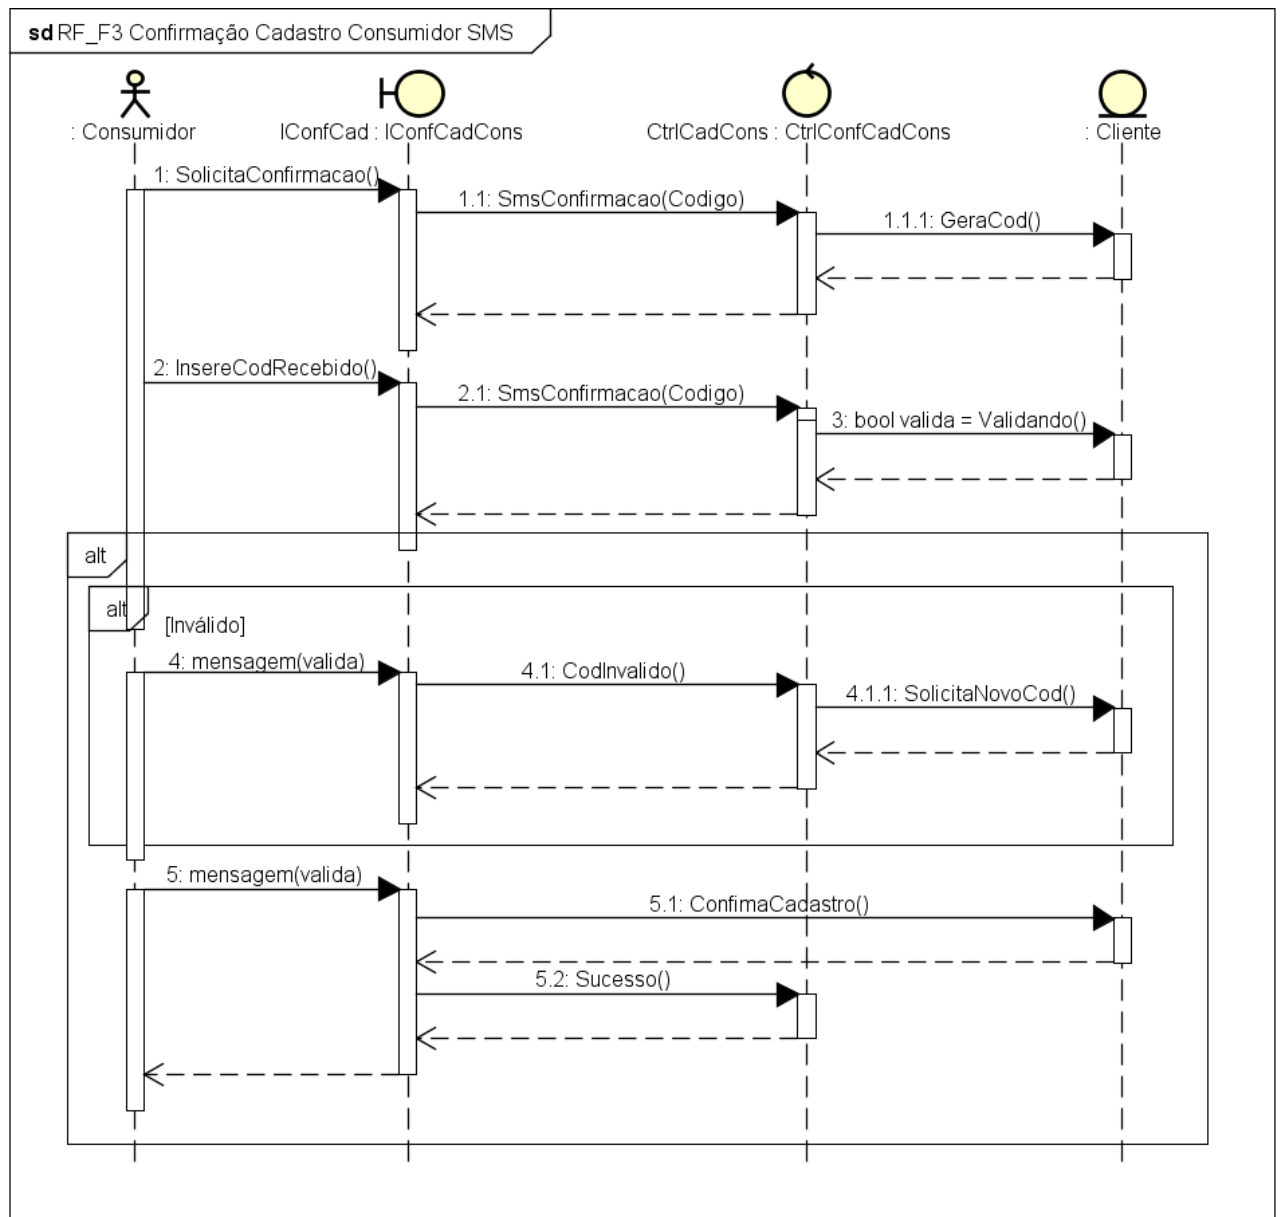 sd RF_F3 Confirmação Cadastro Consumidor SMS
: Consumidor
IConfCad : IConfCadCons
CtrlCadCons : CtrlConfCadCons
: Cliente
1: SolicitaConfirmacao()
1.1: SmsConfirmacao(Codigo)
1.1.1: GeraCod()
2: InsereCodRecebido()
2.1: SmsConfirmacao(Codigo)
3: bool valida = Validando()
alt
alt
[Inválido]
4: mensagem(valida)
4.1: CodInvalido()
4.1.1: SolicitaNovoCod()
5: mensagem(valida)
5.1: ConfimaCadastro()
5.2: Sucesso()